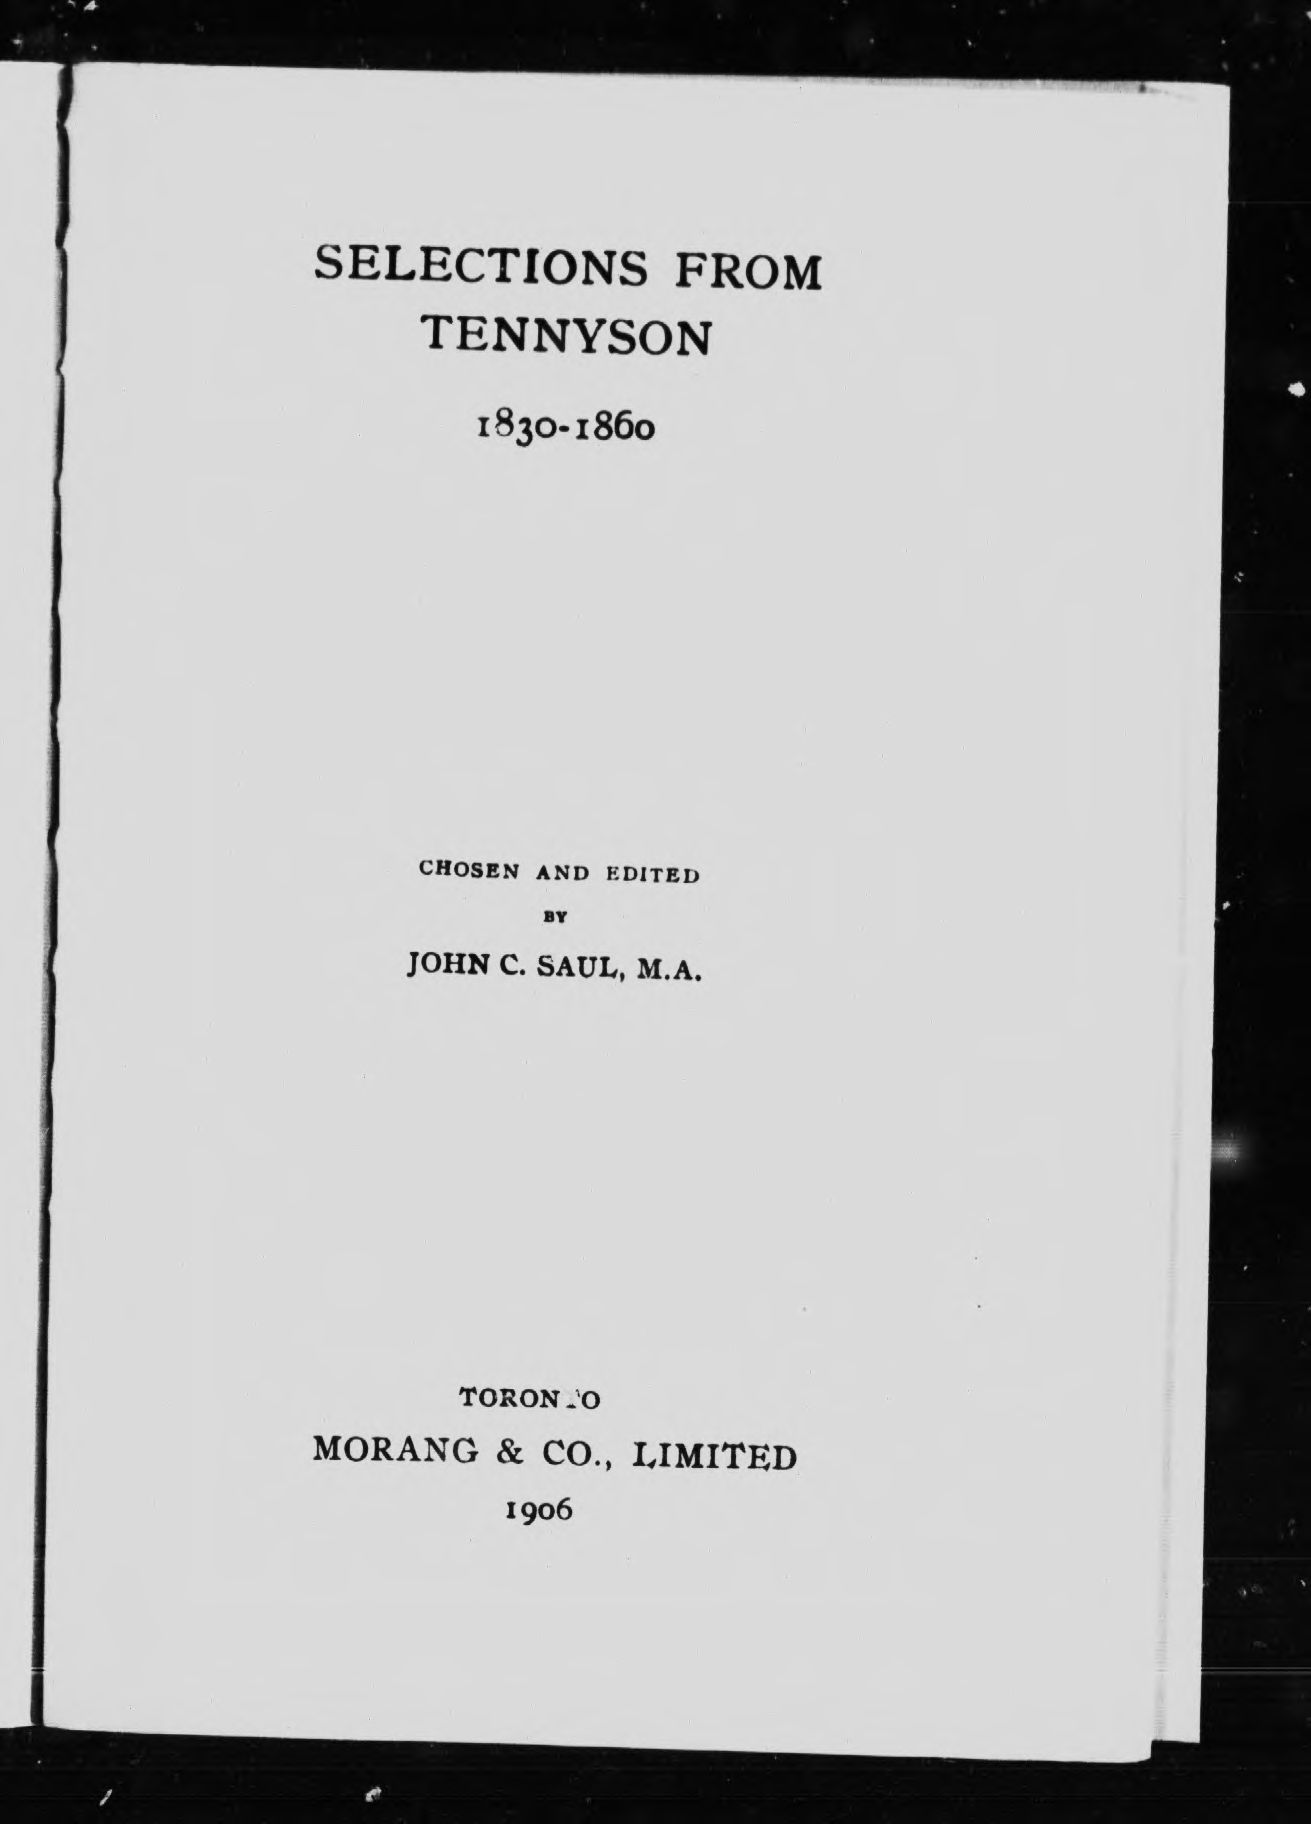 SELECTIONS FROM
TENNYSON
1830-1860
CHOSEN AND EDITED
BY
JOHN C. SAUL, M.A.
TORONTO
MORANG & CO., LIMITED
1906